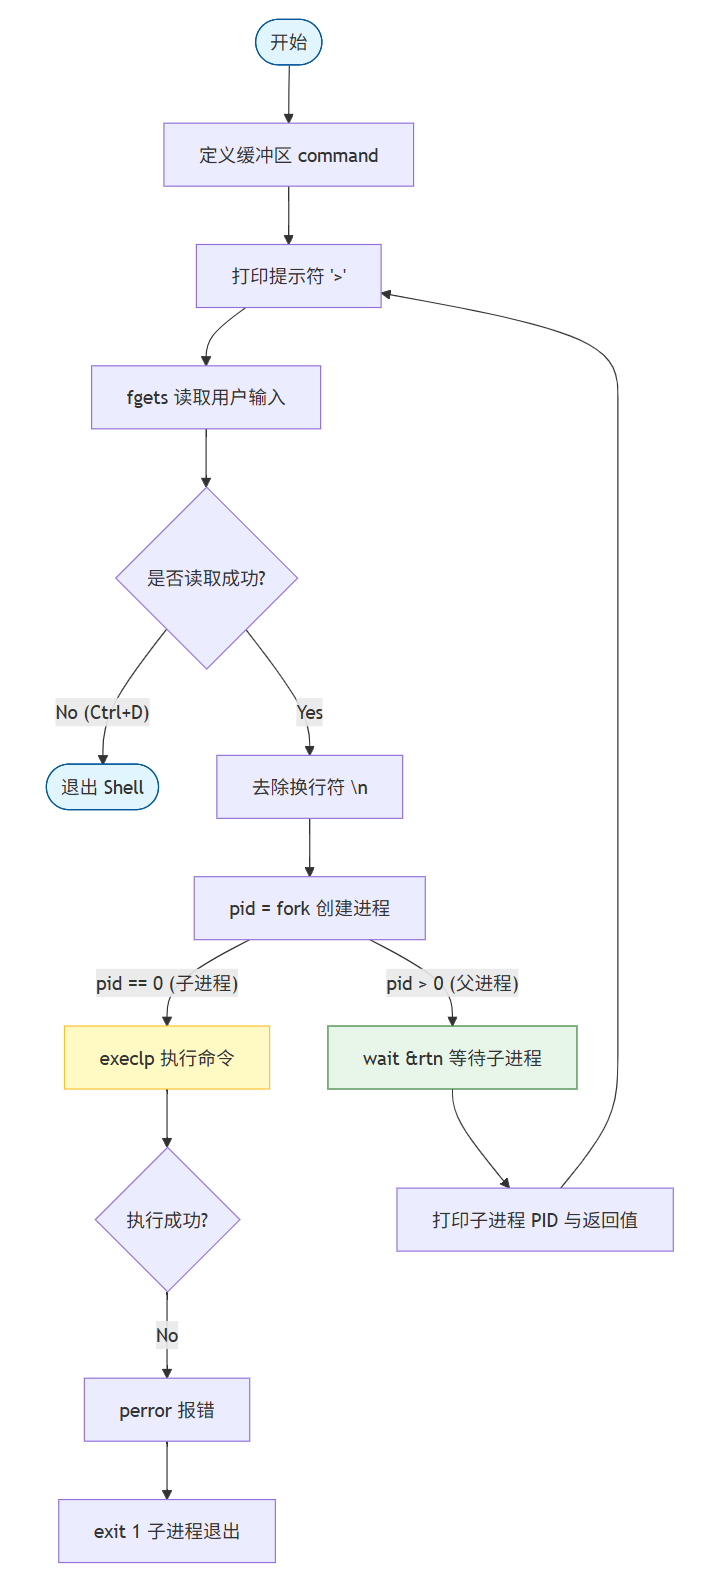 开始
定义缓冲区 command
打印提示符 '>'
fgets 读取用户输入
是否读取成功?
No (Ctrl+D)
Yes
退出 Shell
去除换行符 \n
pid = fork 创建进程
pid == 0 (子进程)
pid > 0 (父进程)
execlp 执行命令
wait &rtn 等待子进程
执行成功?
打印子进程 PID 与返回值
No
perror 报错
exit 1 子进程退出